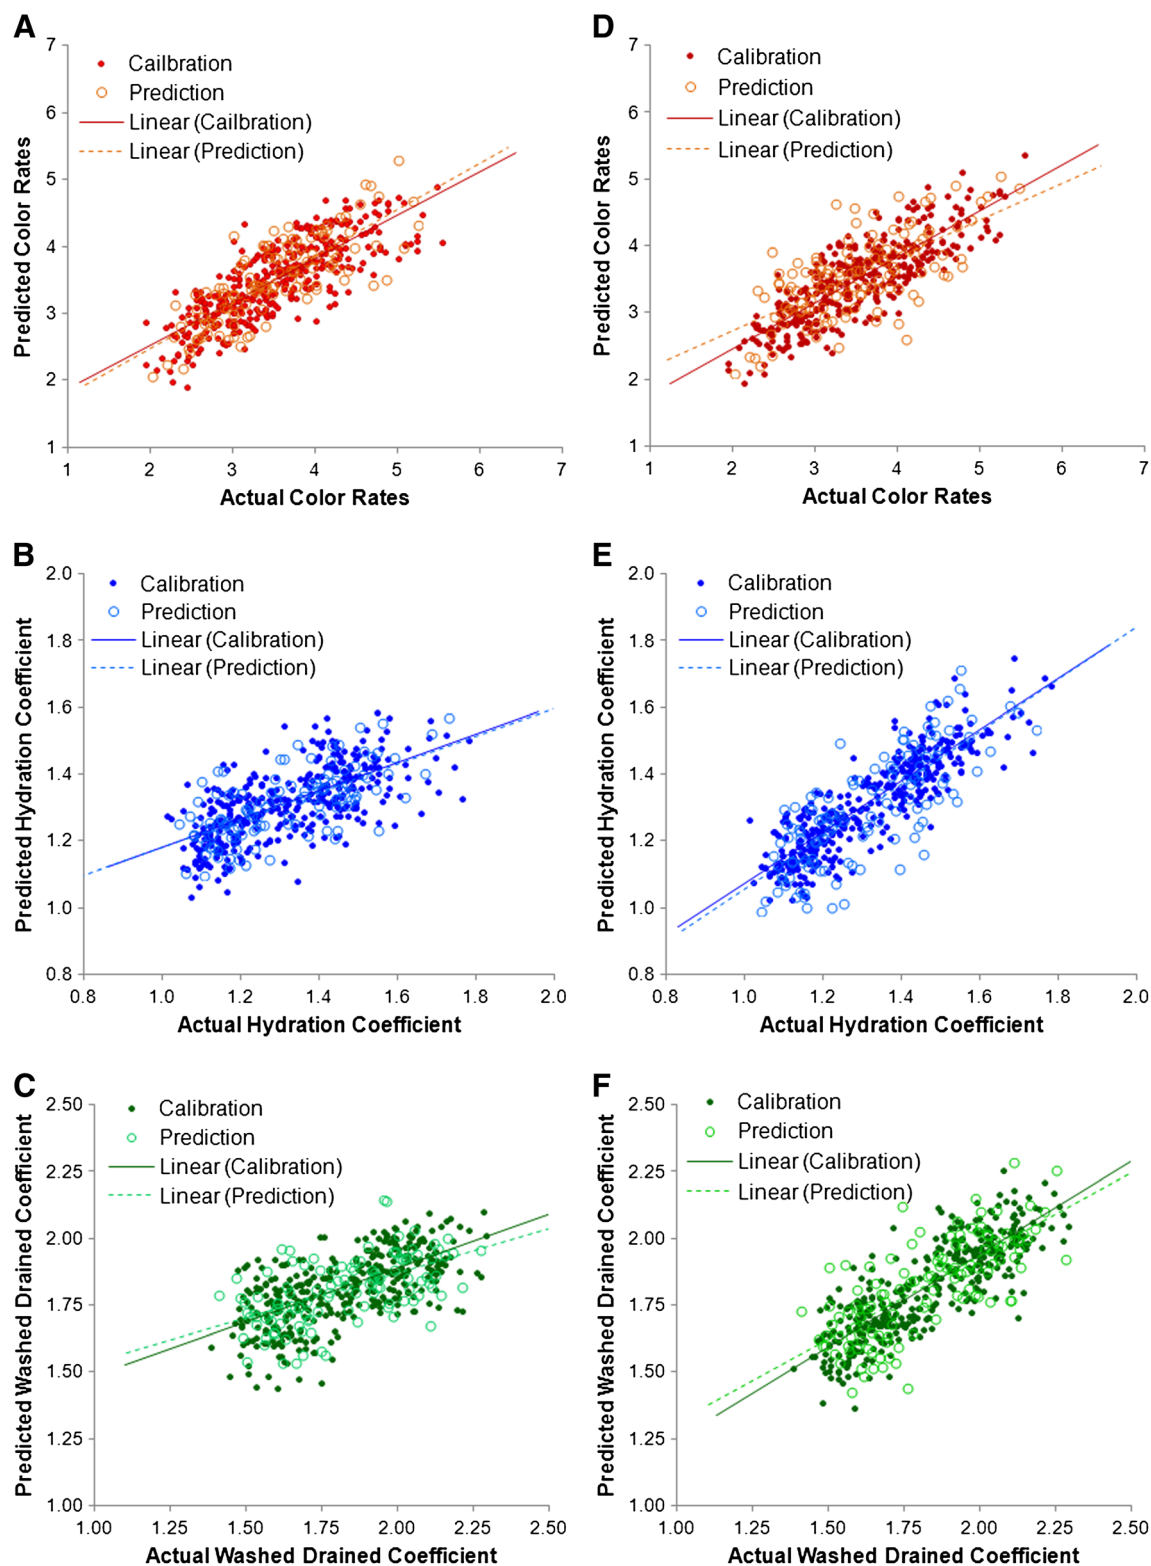 A
7
6
5
4
3
2
1
1 2 3 4 5 6 7
Predicted Color Rates
Actual Color Rates
Cailbration
Prediction
Linear (Cailbration)
Linear (Prediction)
D
7
6
5
4
3
2
1
1 2 3 4 5 6 7
Predicted Color Rates
Actual Color Rates
Calibration
Prediction
Linear (Calibration)
Linear (Prediction)
B
2.0
1.8
1.6
1.4
1.2
1.0
0.8
0.8 1.0 1.2 1.4 1.6 1.8 2.0
Predicted Hydration Coefficient
Actual Hydration Coefficient
Calibration
Prediction
Linear (Calibration)
Linear (Prediction)
E
2.0
1.8
1.6
1.4
1.2
1.0
0.8
0.8 1.0 1.2 1.4 1.6 1.8 2.0
Predicted Hydration Coefficient
Actual Hydration Coefficient
Calibration
Prediction
Linear (Calibration)
Linear (Prediction)
C
2.50
2.25
2.00
1.75
1.50
1.25
1.00
1.00 1.25 1.50 1.75 2.00 2.25 2.50
Predicted Washed Drained Coefficient
Actual Washed Drained Coefficient
Calibration
Prediction
Linear (Calibration)
Linear (Prediction)
F
2.50
2.25
2.00
1.75
1.50
1.25
1.00
1.00 1.25 1.50 1.75 2.00 2.25 2.50
Predicted Washed Drained Coefficient
Actual Washed Drained Coefficient
Calibration
Prediction
Linear (Calibration)
Linear (Prediction)